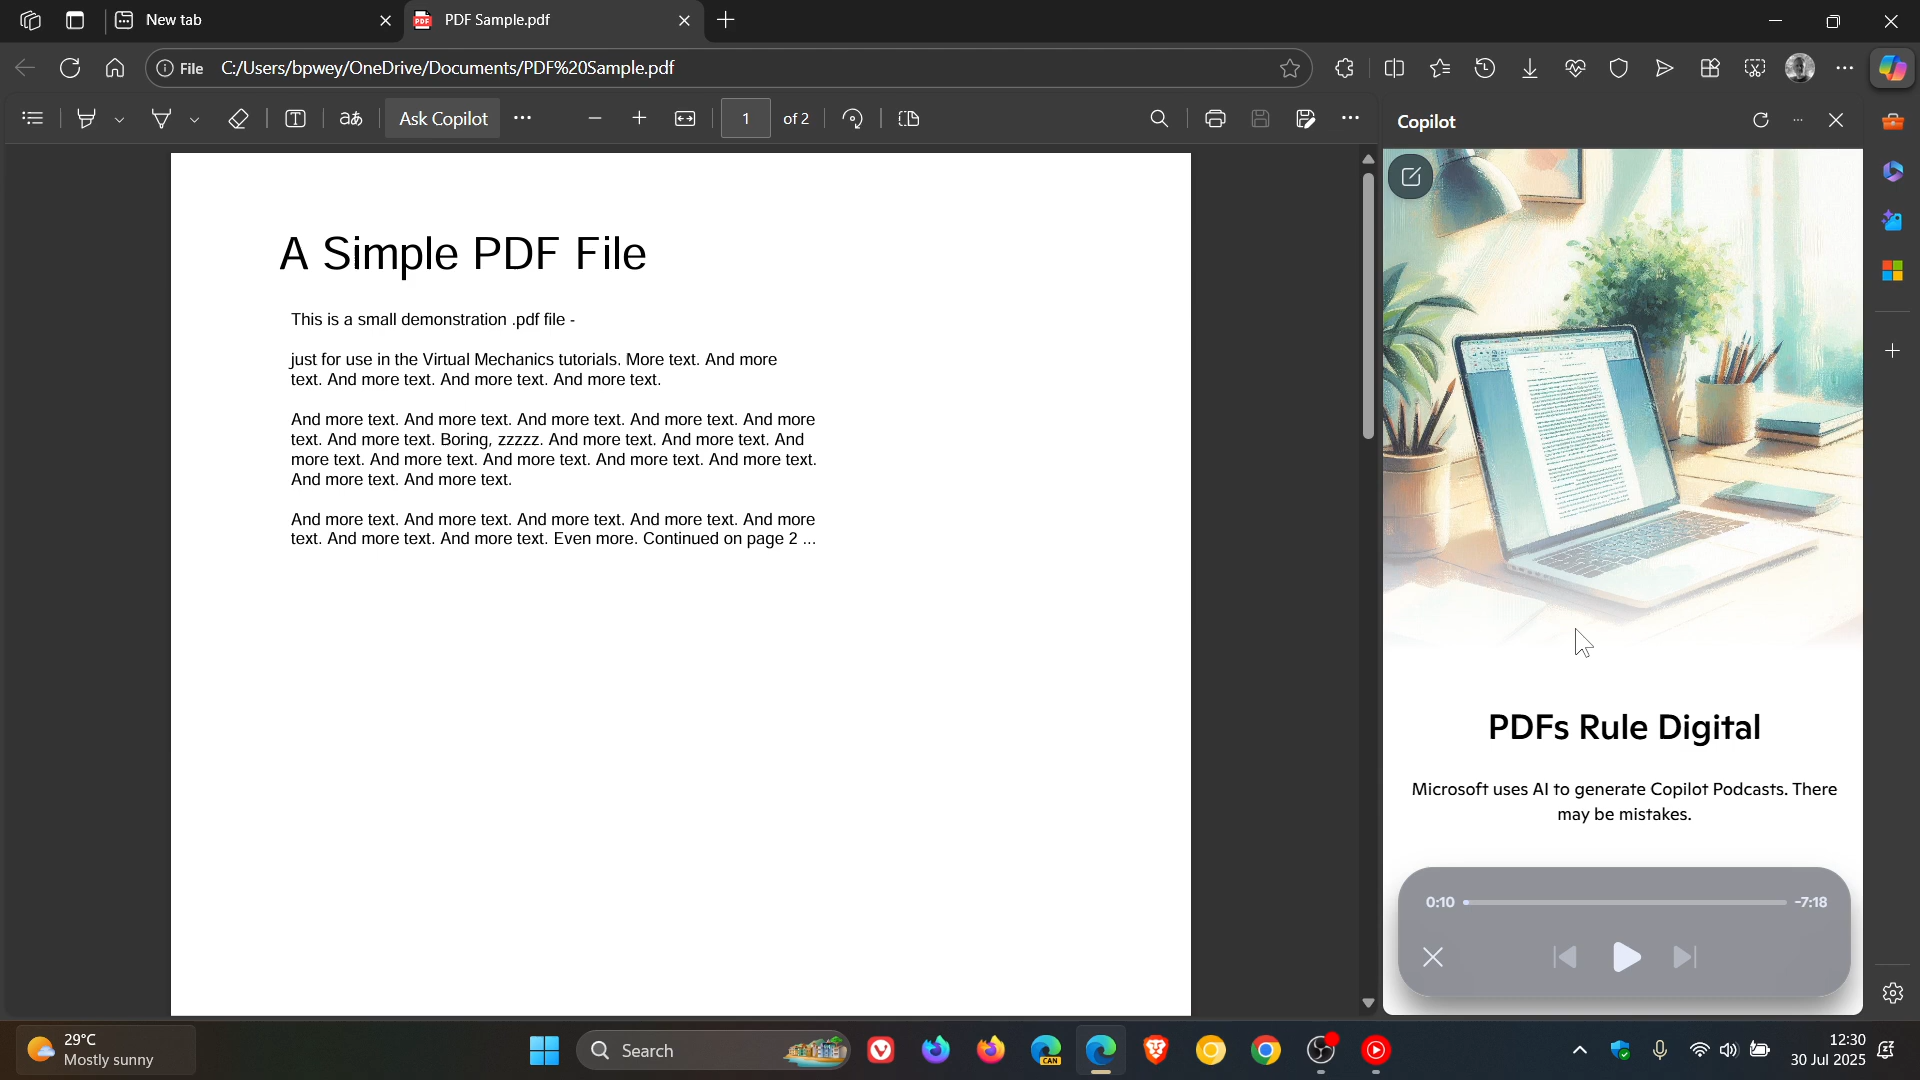 New tab
PDF
PDF Sample.pdf
File
C:/Users/bpwey/OneDrive/Documents/PDF%20Sample.pdf
T
aあ
Ask Copilot
1
of 2
Copilot
A Simple PDF File
This is a small demonstration .pdf file -
just for use in the Virtual Mechanics tutorials. More text. And more
text. And more text. And more text. And more text.
And more text. And more text. And more text. And more text. And more
text. And more text. Boring, zzzzz. And more text. And more text. And
more text. And more text. And more text. And more text. And more text.
And more text. And more text.
And more text. And more text. And more text. And more text. And more
text. And more text. And more text. Even more. Continued on page 2 ...
PDFs Rule Digital
Microsoft uses AI to generate Copilot Podcasts. There
may be mistakes.
0:10
-7:18
29°C
Mostly sunny
Search
CAN
12:30
30 Jul 2025